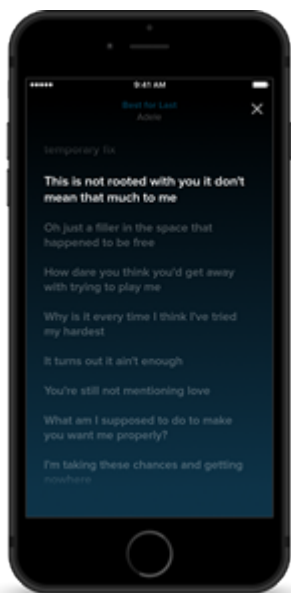 9:41 AM
Best for Last
Adele
temporary fix
This is not rooted with you it don't
mean that much to me
Oh just a filler in the space that
happened to be free
How dare you think you'd get away
with trying to play me
Why is it every time I think I've tried
my hardest
It turns out it ain't enough
You're still not mentioning love
What am I supposed to do to make
you want me properly?
I'm taking these chances and getting
nowhere